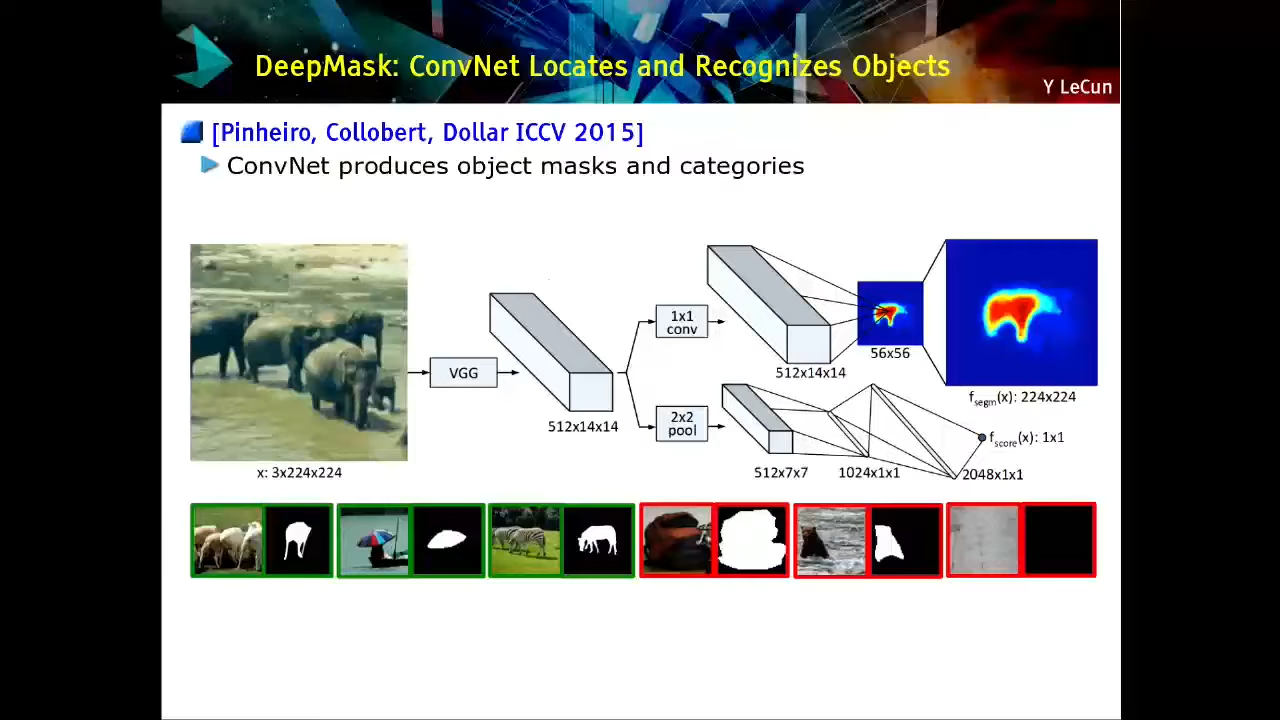 DeepMask: ConvNet Locates and Recognizes Objects
Y LeCun
[Pinheiro, Collobert, Dollar ICCV 2015]
ConvNet produces object masks and categories
x: 3x224x224
VGG
512x14x14
1x1
conv
512x14x14
56x56
fsegm(x): 224x224
2x2
pool
512x7x7
1024x1x1
2048x1x1
fscore(x): 1x1